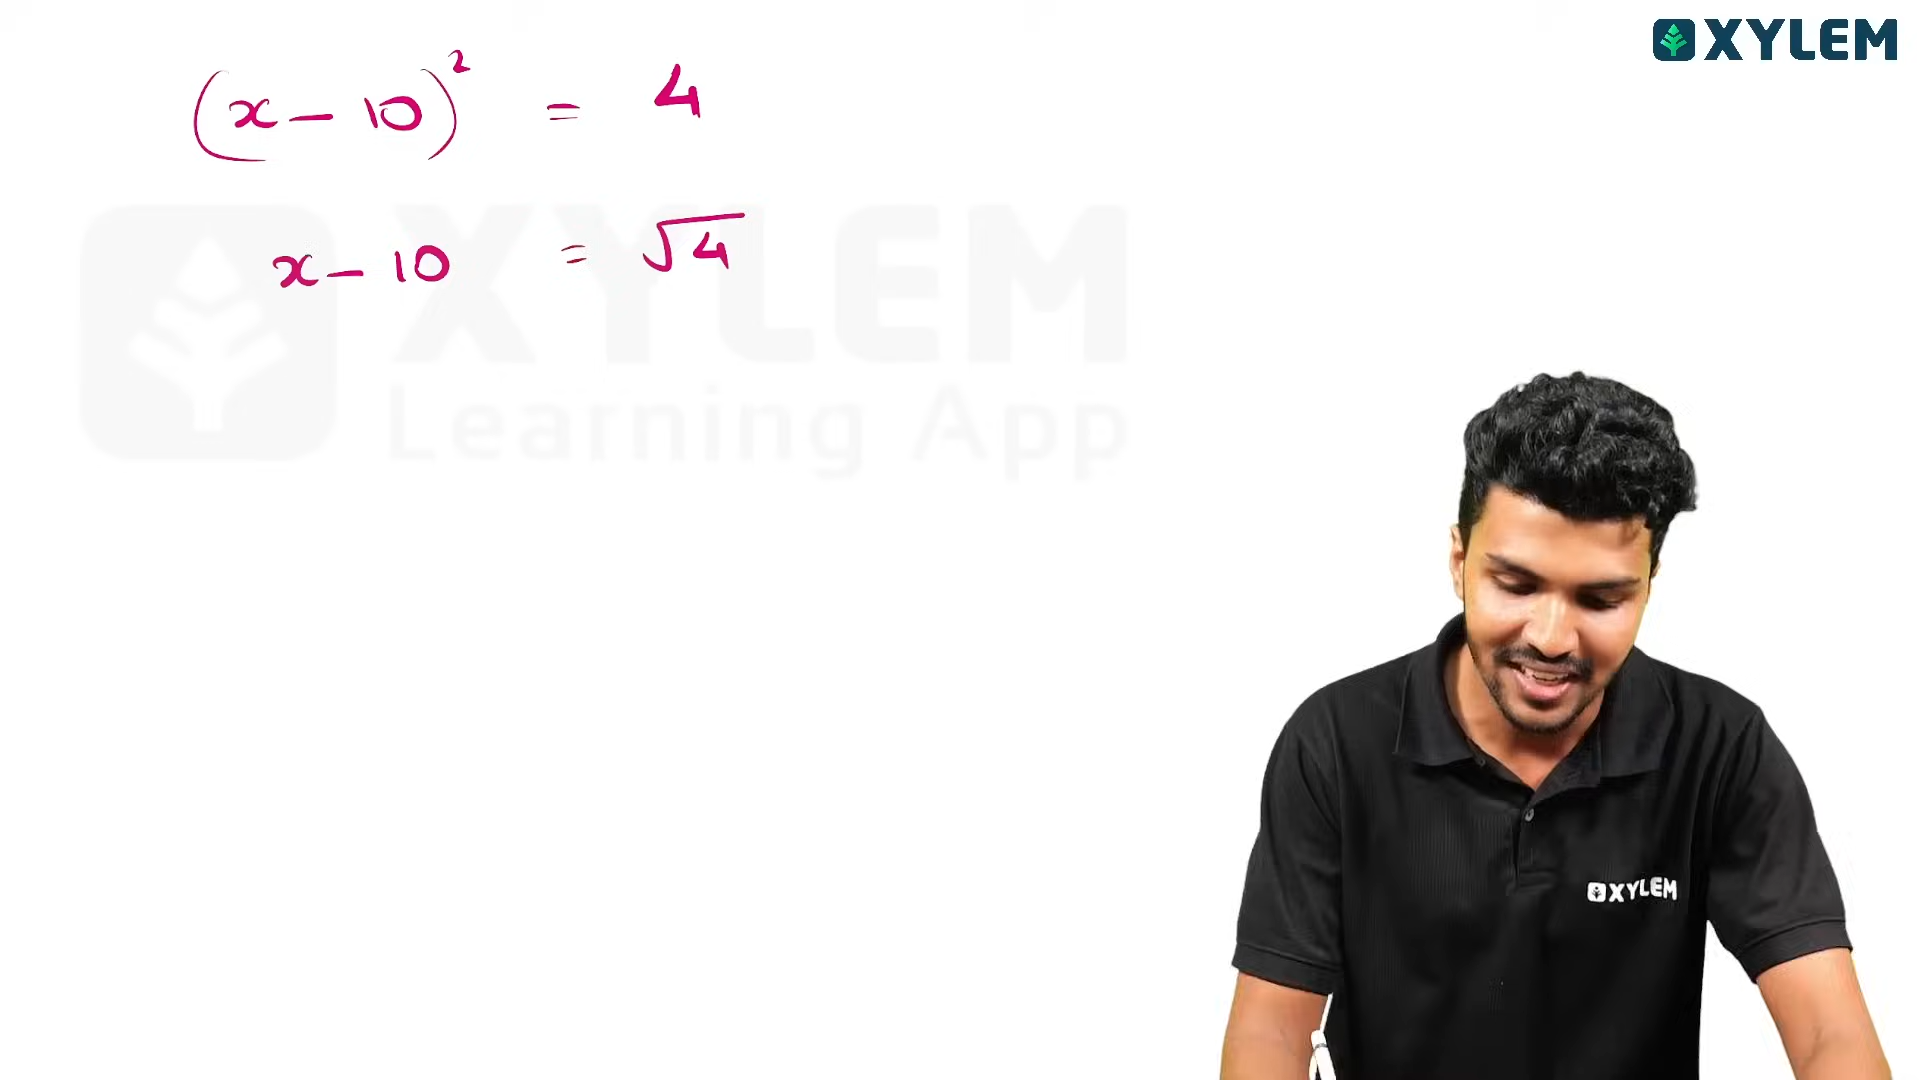 XYLEM
(x - 10)² = 4
x - 10 = √4
XYLEM
Learning App
XYLEM